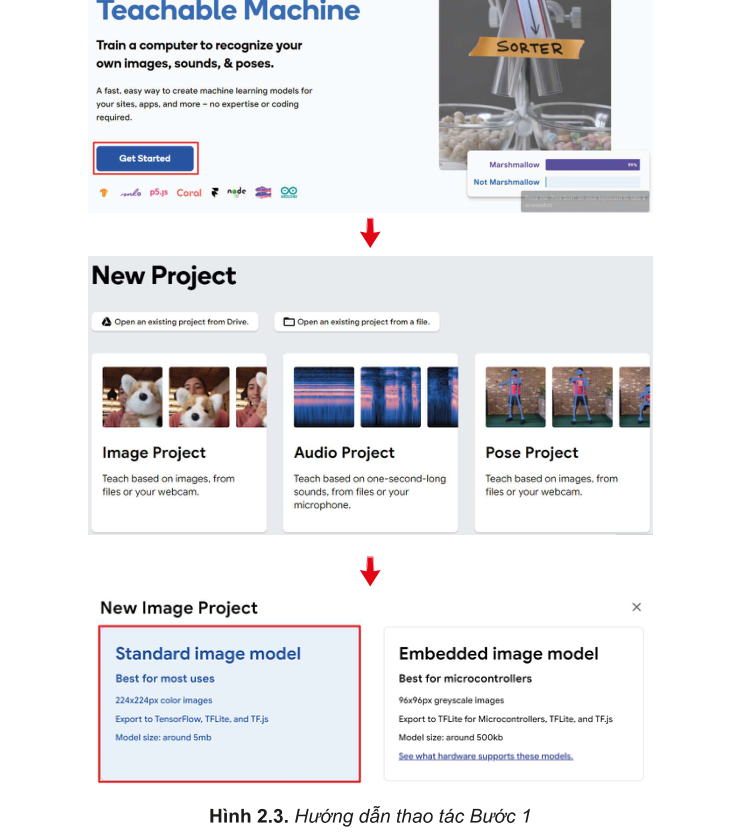 Teachable Machine
Train a computer to recognize your
own images, sounds, & poses.
A fast, easy way to create machine learning models for
your sites, apps, and more – no expertise or coding
required.
Get Started
p5.js Coral node
SORTER
Marshmallow 99%
Not Marshmallow
New Project
Open an existing project from Drive.
Open an existing project from a file.
Image Project
Teach based on images, from
files or your webcam.
Audio Project
Teach based on one-second-long
sounds, from files or your
microphone.
Pose Project
Teach based on images, from
files or your webcam.
New Image Project
Standard image model
Best for most uses
224x224px color images
Export to TensorFlow, TFLite, and TF.js
Model size: around 5mb
Embedded image model
Best for microcontrollers
96x96px greyscale images
Export to TFLite for Microcontrollers, TFLite, and TF.js
Model size: around 500kb
See what hardware supports these models.
Hình 2.3. Hướng dẫn thao tác Bước 1